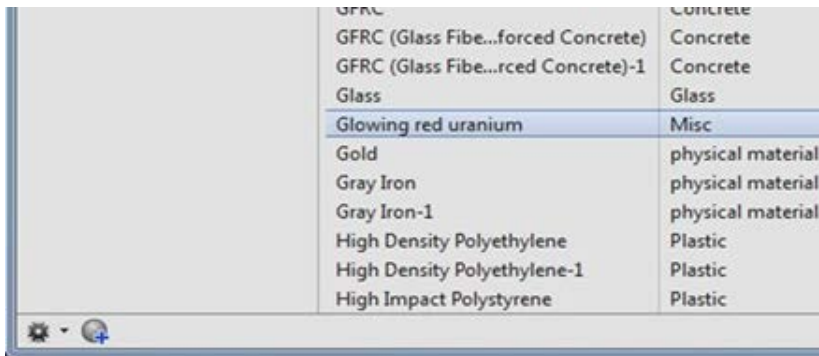 GFRC Concrete
GFRC (Glass Fibe...forced Concrete) Concrete
GFRC (Glass Fibe...rced Concrete)-1 Concrete
Glass Glass
Glowing red uranium Misc
Gold physical material
Gray Iron physical material
Gray Iron-1 physical material
High Density Polyethylene Plastic
High Density Polyethylene-1 Plastic
High Impact Polystyrene Plastic